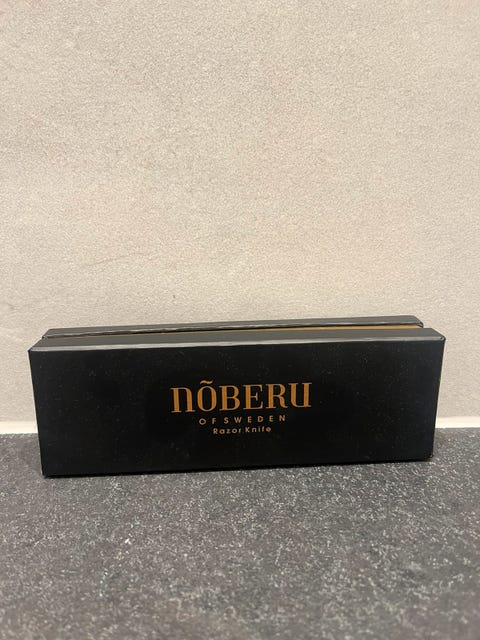 nõBERU
OF SWEDEN
Razor Knife